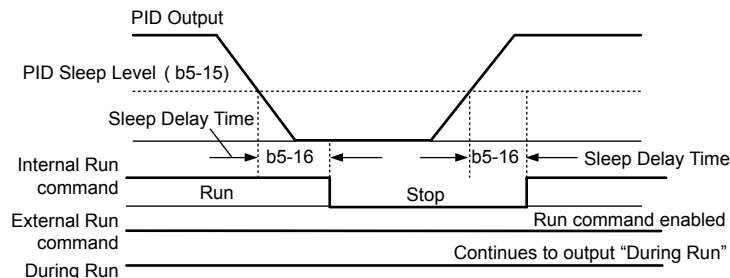 PID Output
PID Sleep Level ( b5-15)
Sleep Delay Time
b5-16
b5-16
Sleep Delay Time
Internal Run
command
Run
Stop
External Run
command
Run command enabled
Continues to output “During Run”
During Run